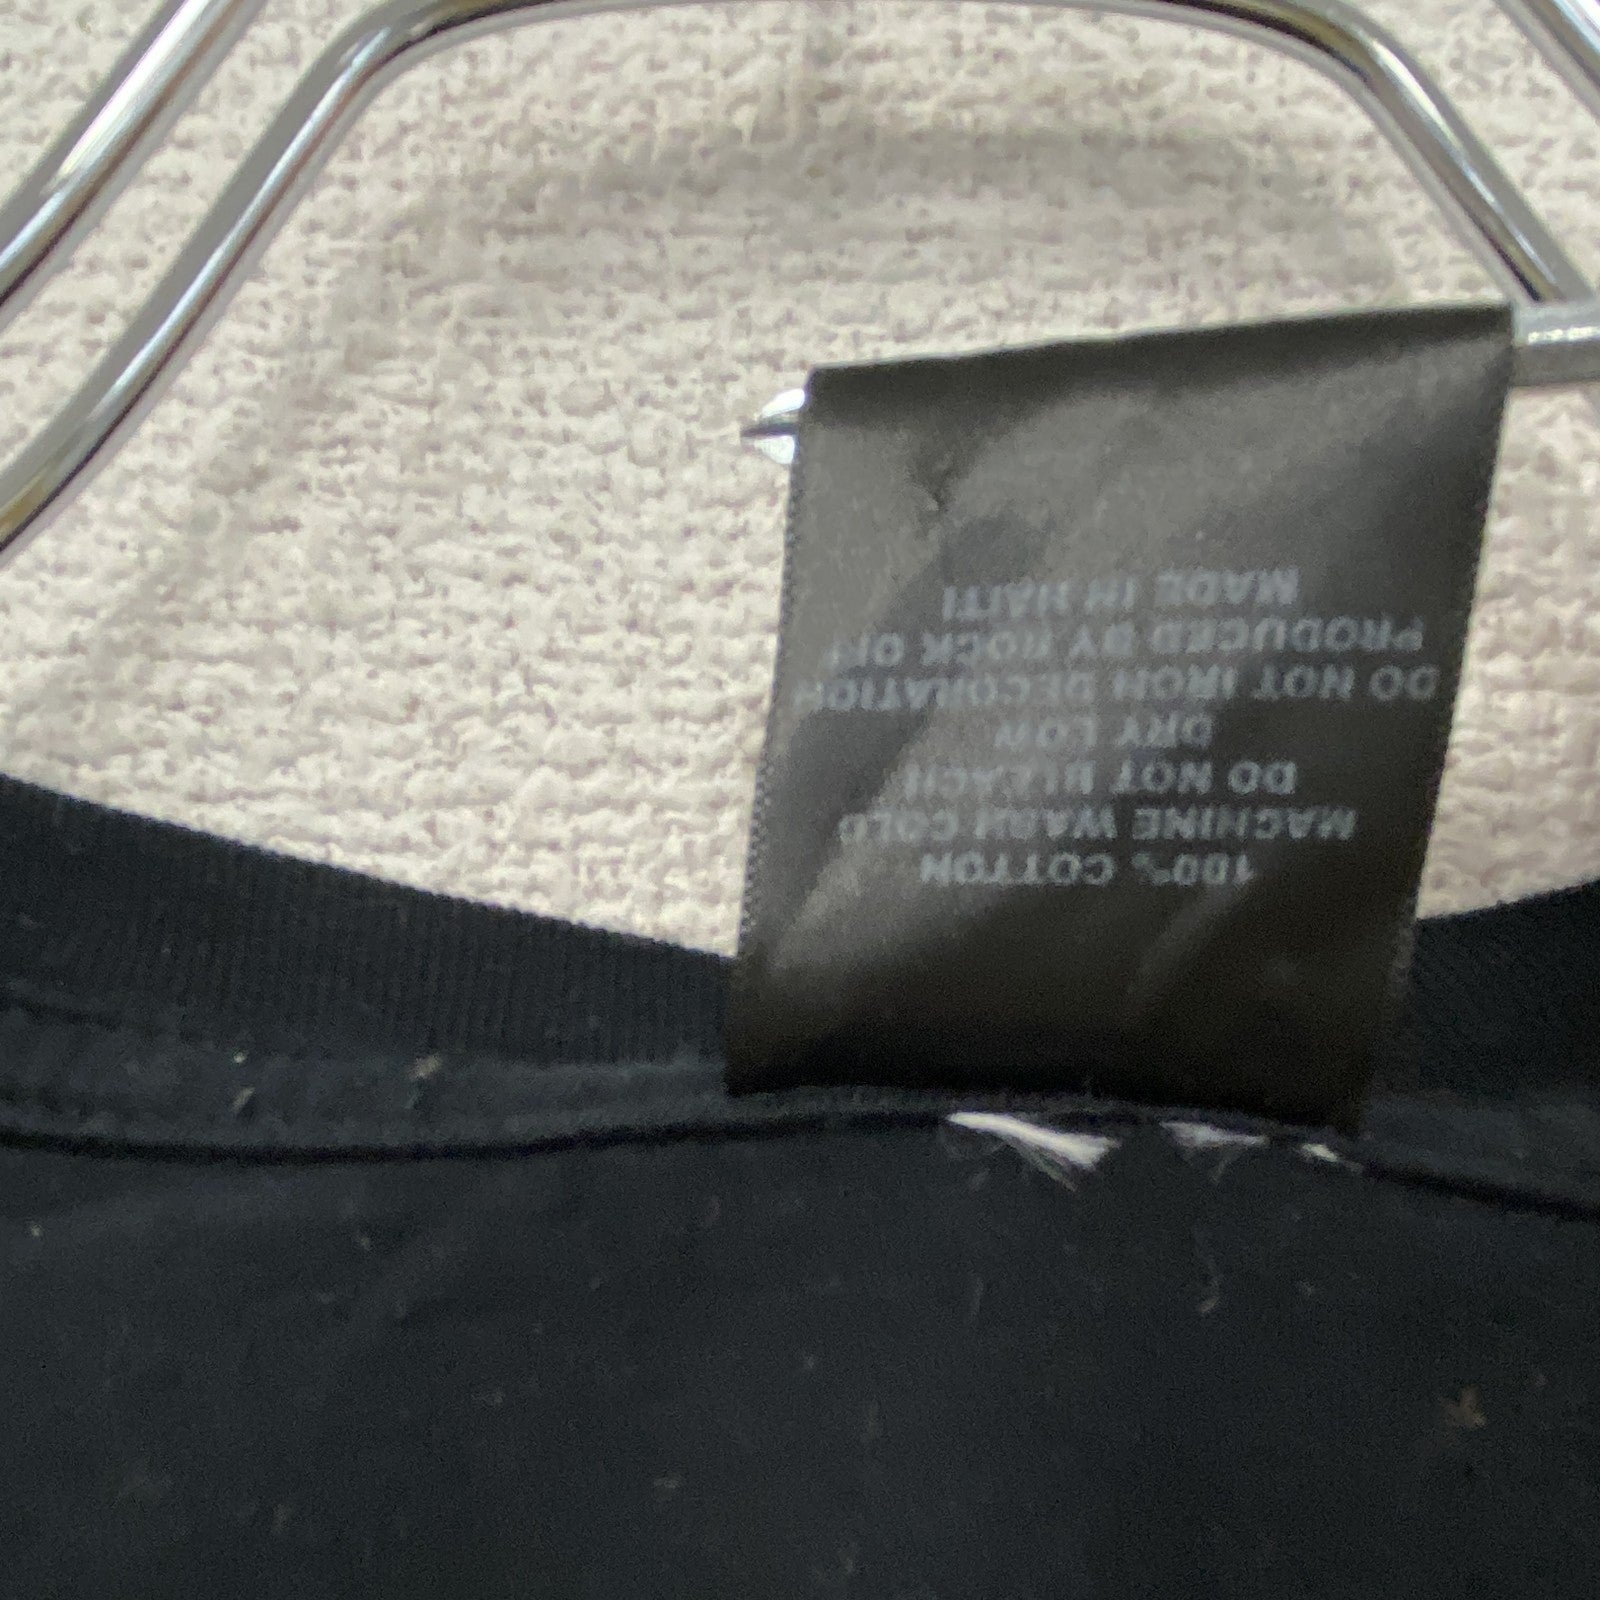 100% COTTON
MACHINE WASH COLD
DO NOT BLEACH
DRY LOW
DO NOT IRON DECORATION
PRODUCED BY ROCK OFF
MADE IN HAITI